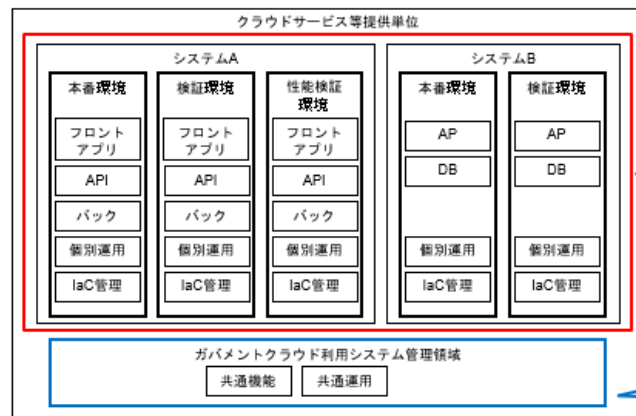 クラウドサービス等提供単位
システムA
システムB
本番環境
検証環境
性能検証
環境
本番環境
検証環境
フロント
アプリ
フロント
アプリ
フロント
アプリ
AP
AP
API
API
API
DB
DB
バック
バック
バック
個別運用
個別運用
個別運用
個別運用
個別運用
IaC管理
IaC管理
IaC管理
IaC管理
IaC管理
ガバメントクラウド利用システム管理領域
共通機能
共通運用